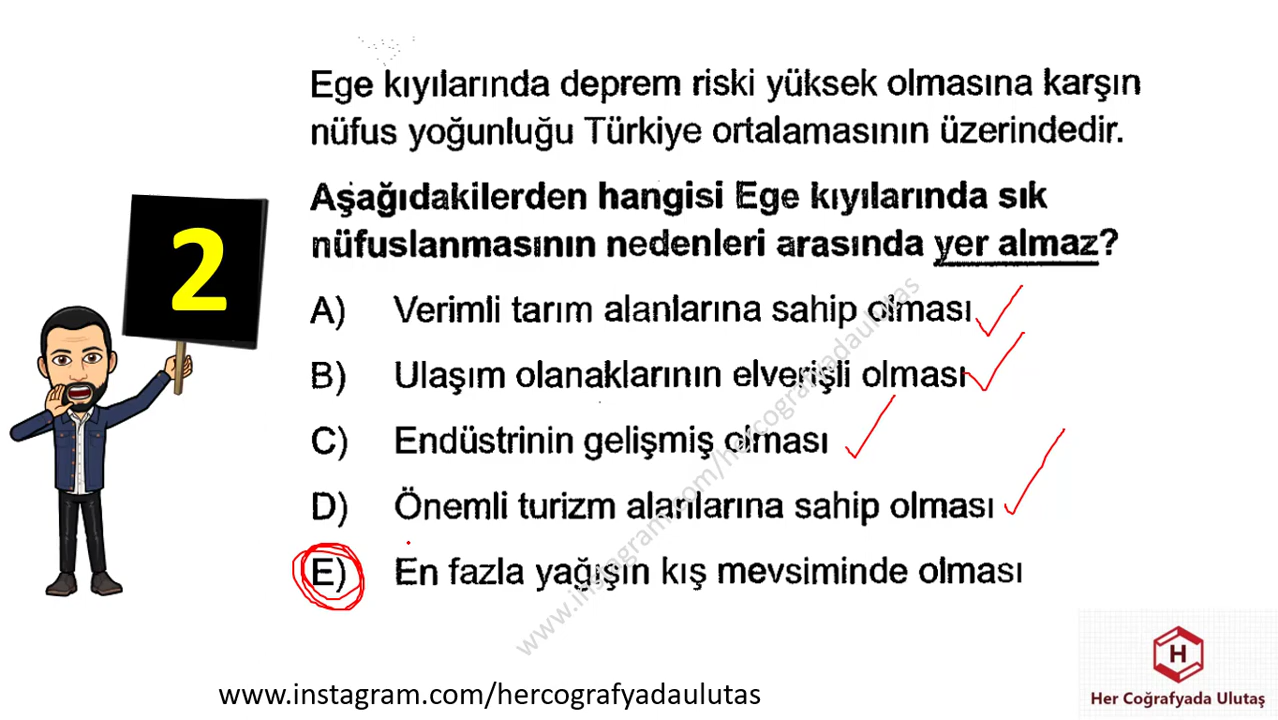 Ege kıyılarında deprem riski yüksek olmasına karşın
nüfus yoğunluğu Türkiye ortalamasının üzerindedir.
Aşağıdakilerden hangisi Ege kıyılarında sık
nüfuslanmasının nedenleri arasında yer almaz?
2
A) Verimli tarım alanlarına sahip olması
B) Ulaşım olanaklarının elverişli olması
C) Endüstrinin gelişmiş olması
D) Önemli turizm alanlarına sahip olması
E) En fazla yağışın kış mevsiminde olması
www.instagram.com/hercografyadaulutas
www.instagram.com/hercografyadaulutas
H
Her Coğrafyada Ulutaş